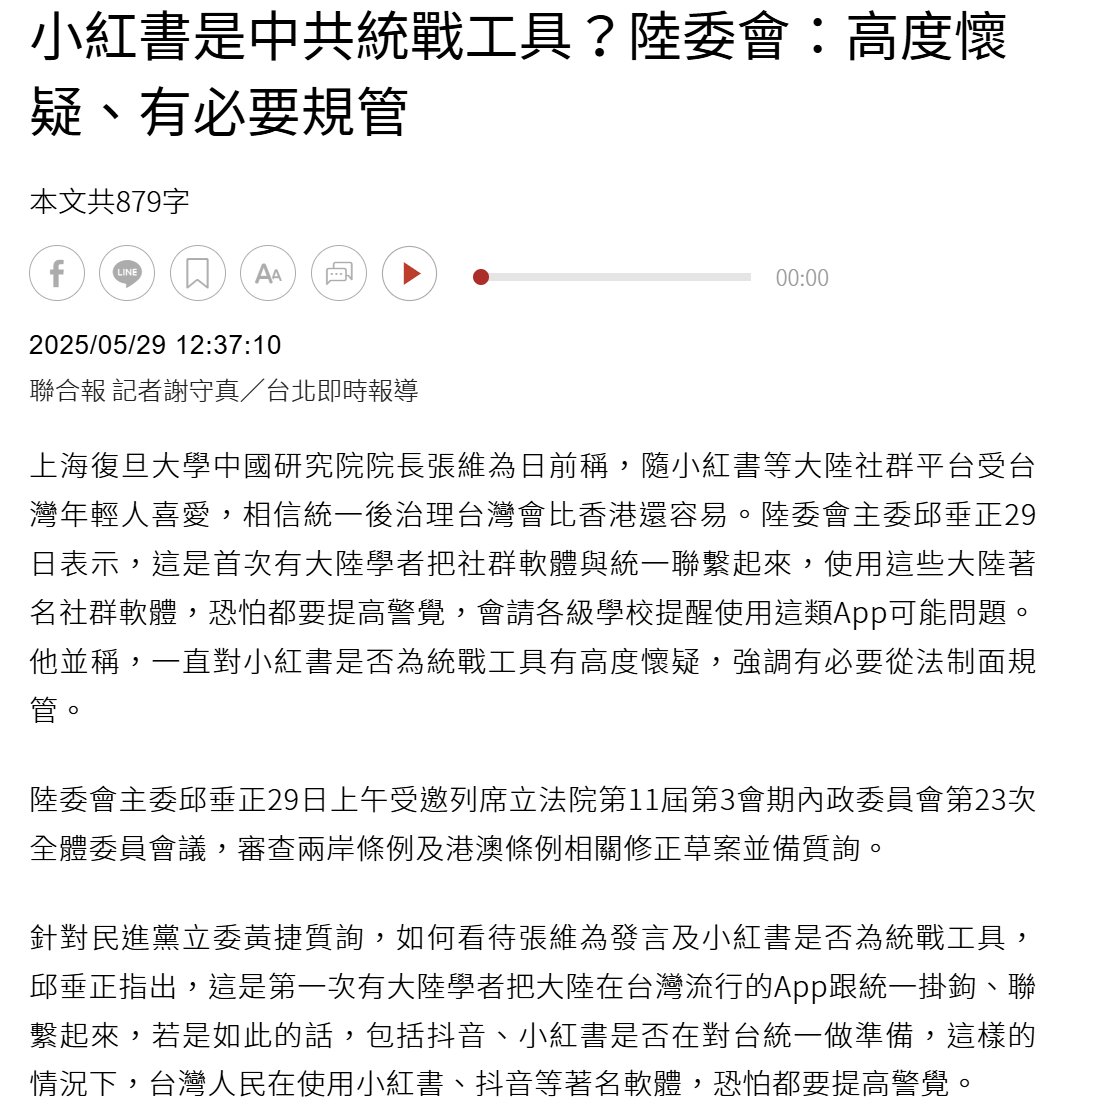 小紅書是中共統戰工具？陸委會：高度懷
疑、有必要規管
本文共879字
LINE
AA
00:00
2025/05/29 12:37:10
聯合報 記者謝守真／台北即時報導
上海復旦大學中國研究院院長張維為日前稱，隨小紅書等大陸社群平台受台
灣年輕人喜愛，相信統一後治理台灣會比香港還容易。陸委會主委邱垂正29
日表示，這是首次有大陸學者把社群軟體與統一聯繫起來，使用這些大陸著
名社群軟體，恐怕都要提高警覺，會請各級學校提醒使用這類App可能問題。
他並稱，一直對小紅書是否為統戰工具有高度懷疑，強調有必要從法制面規
管。
陸委會主委邱垂正29日上午受邀列席立法院第11屆第3會期內政委員會第23次
全體委員會議，審查兩岸條例及港澳條例相關修正草案並備質詢。
針對民進黨立委黃捷質詢，如何看待張維為發言及小紅書是否為統戰工具，
邱垂正指出，這是第一次有大陸學者把大陸在台灣流行的App跟統一掛鉤、聯
繫起來，若是如此的話，包括抖音、小紅書是否在對台統一做準備，這樣的
情況下，台灣人民在使用小紅書、抖音等著名軟體，恐怕都要提高警覺。